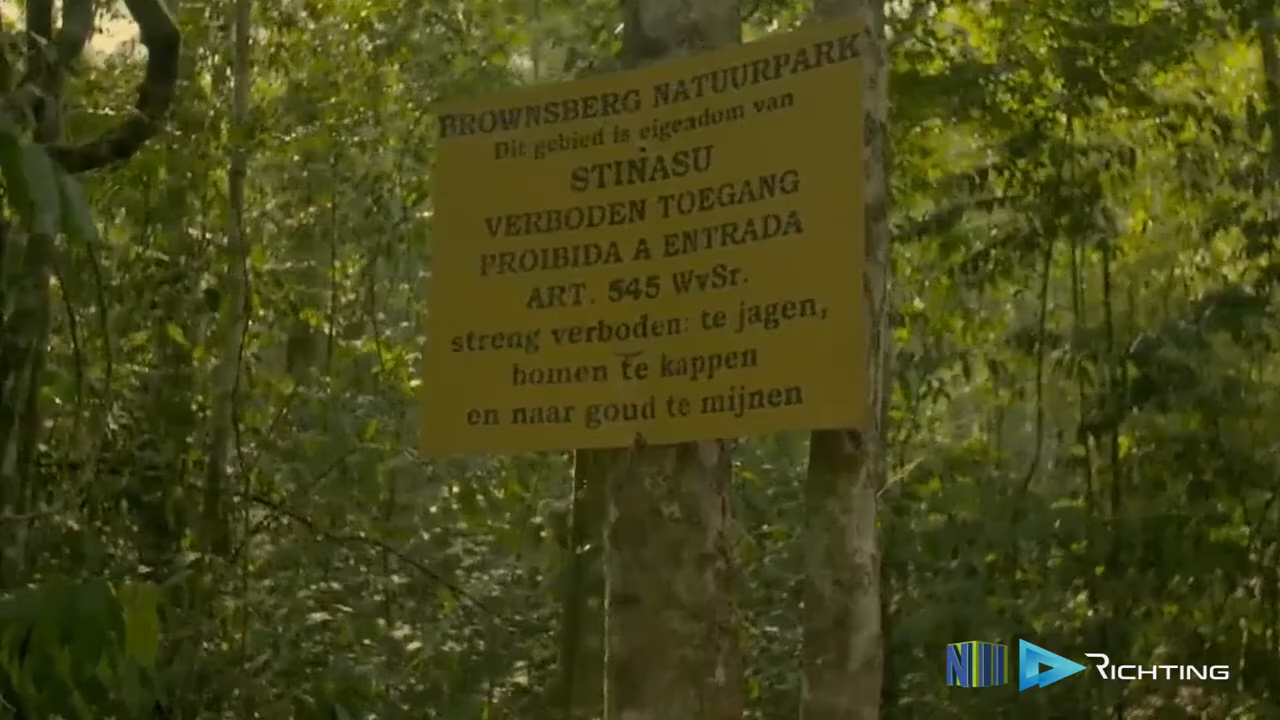 BROWNSBERG NATUURPARK
Dit gebied is eigeadom van
STINASU
VERBODEN TOEGANG
PROIBIDA A ENTRADA
ART. 545 WvSr.
streng verboden: te jagen,
bomen te kappen
en naar goud te mijnen
N RICHTING